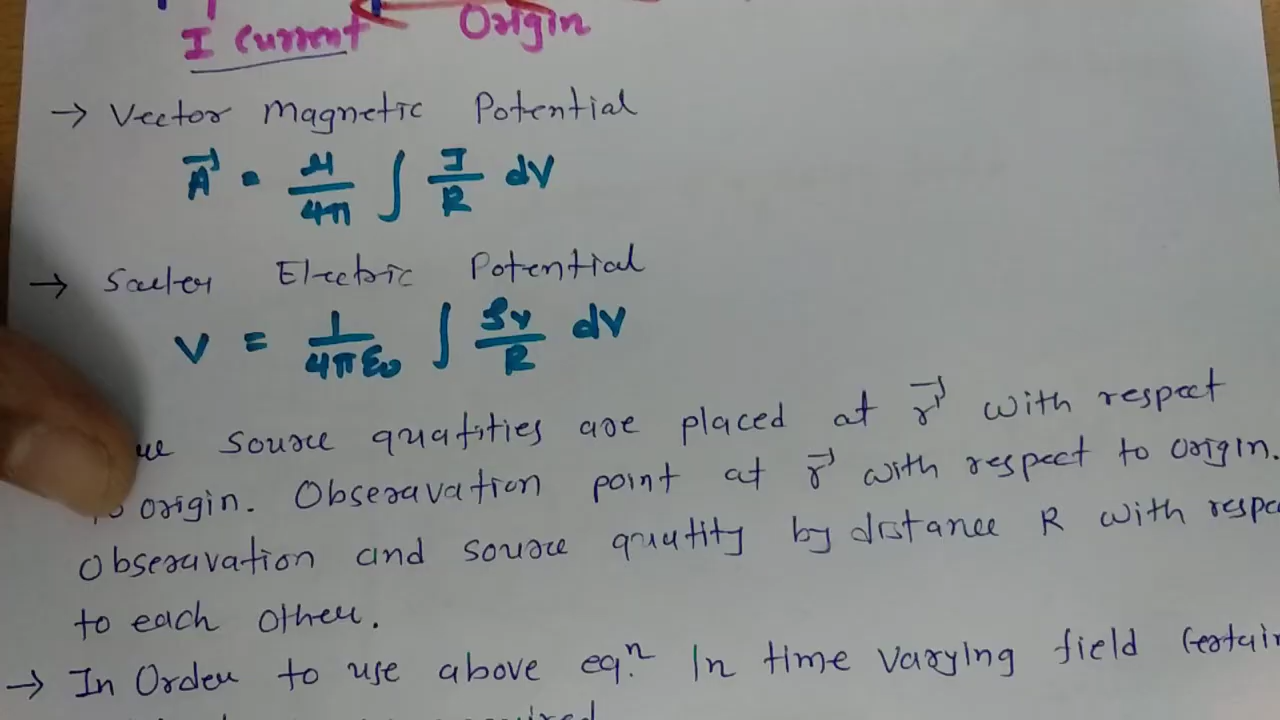 I Current Origin
→ Vector Magnetic Potential
A⃗ = μ/4π ∫ J/R dV
→ Scaler Electric Potential
V = 1/4πε₀ ∫ ρv/R dV
source quatities are placed at r⃗' with respect
origin. Obseravation point at r⃗ with respect to origin.
Obseravation and source quatity by distance R with respe
to each other.
→ In Order to use above eqⁿ. In time varying field certain